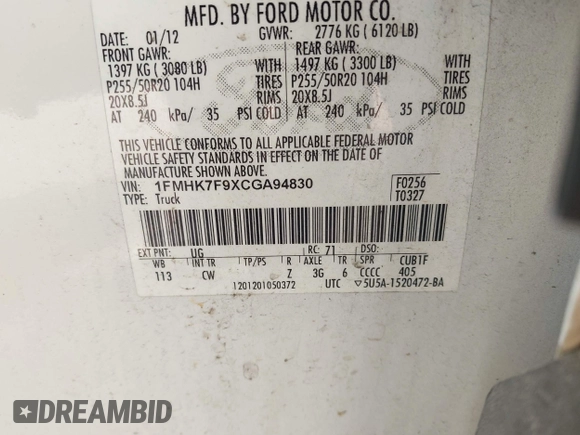 MFD. BY FORD MOTOR CO.
DATE: 01/12 GVWR: 2776 KG ( 6120 LB)
FRONT GAWR: REAR GAWR:
1397 KG ( 3080 LB) WITH 1497 KG ( 3300 LB) WITH
P255/50R20 104H TIRES P255/50R20 104H TIRES
20X8.5J RIMS 20X8.5J RIMS
AT 240 kPa/ 35 PSI COLD AT 240 kPa/ 35 PSI COLD
THIS VEHICLE CONFORMS TO ALL APPLICABLE FEDERAL MOTOR
VEHICLE SAFETY STANDARDS IN EFFECT ON THE DATE OF
MANUFACTURE SHOWN ABOVE.
VIN: 1FMHK7F9XCGA94830 F0256
TYPE: Truck T0327
EXT PNT: UG RC: 71 DSO:
WB INT TR TP/PS R AXLE TR SPR CUB1F
113 CW Z 3G 6 CCCC 405
1201201050372 UTC ▽5U5A-1520472-BA
DREAMBID